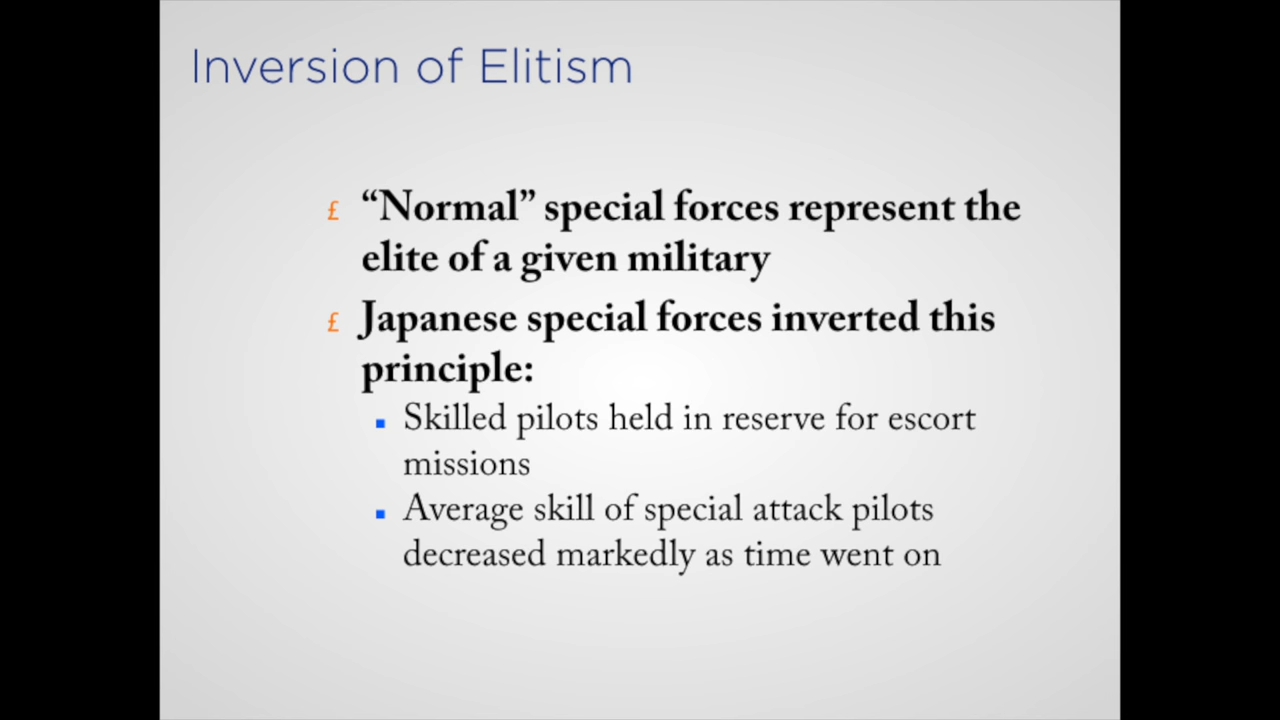 Inversion of Elitism
£ “Normal” special forces represent the
elite of a given military
£ Japanese special forces inverted this
principle:
▪ Skilled pilots held in reserve for escort
missions
▪ Average skill of special attack pilots
decreased markedly as time went on